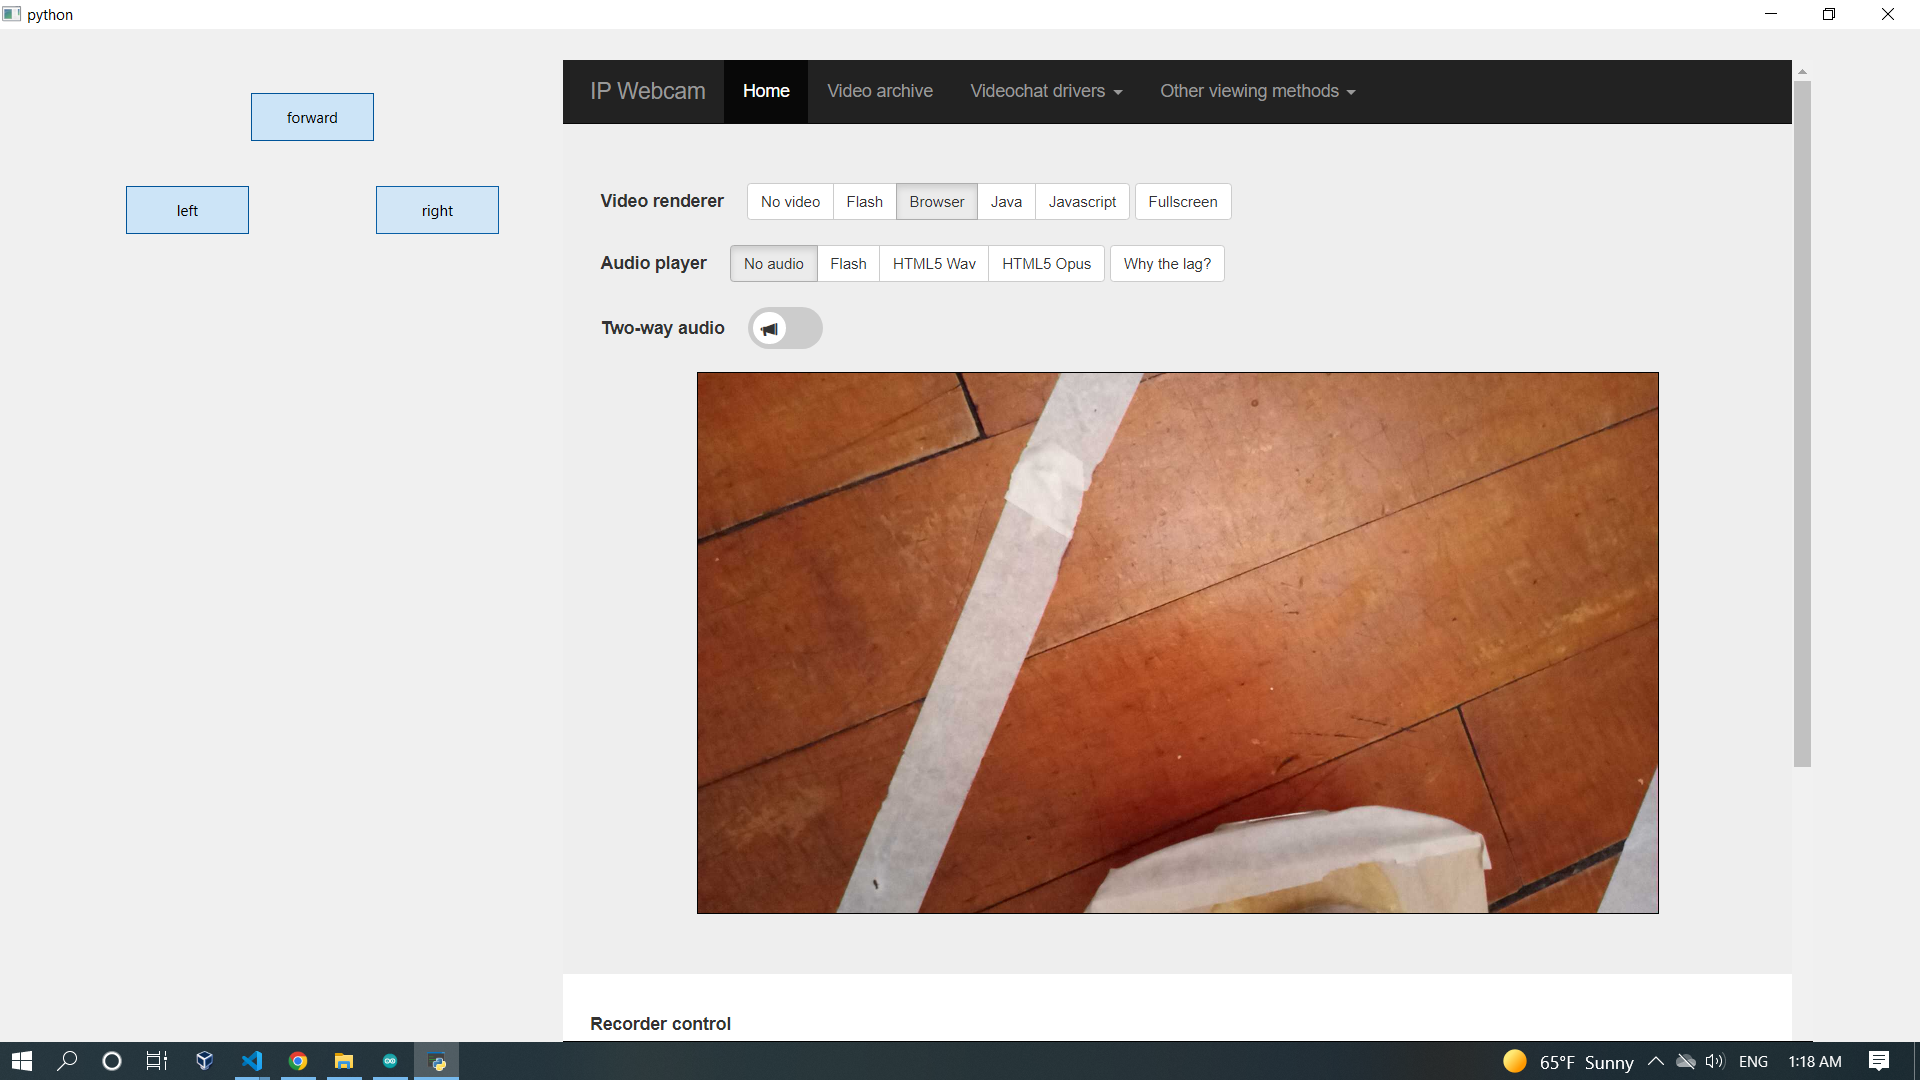 python
forward
left
right
IP Webcam Home Video archive Videochat drivers Other viewing methods
Video renderer No video Flash Browser Java Javascript Fullscreen
Audio player No audio Flash HTML5 Wav HTML5 Opus Why the lag?
Two-way audio
Recorder control
65°F Sunny ENG 1:18 AM